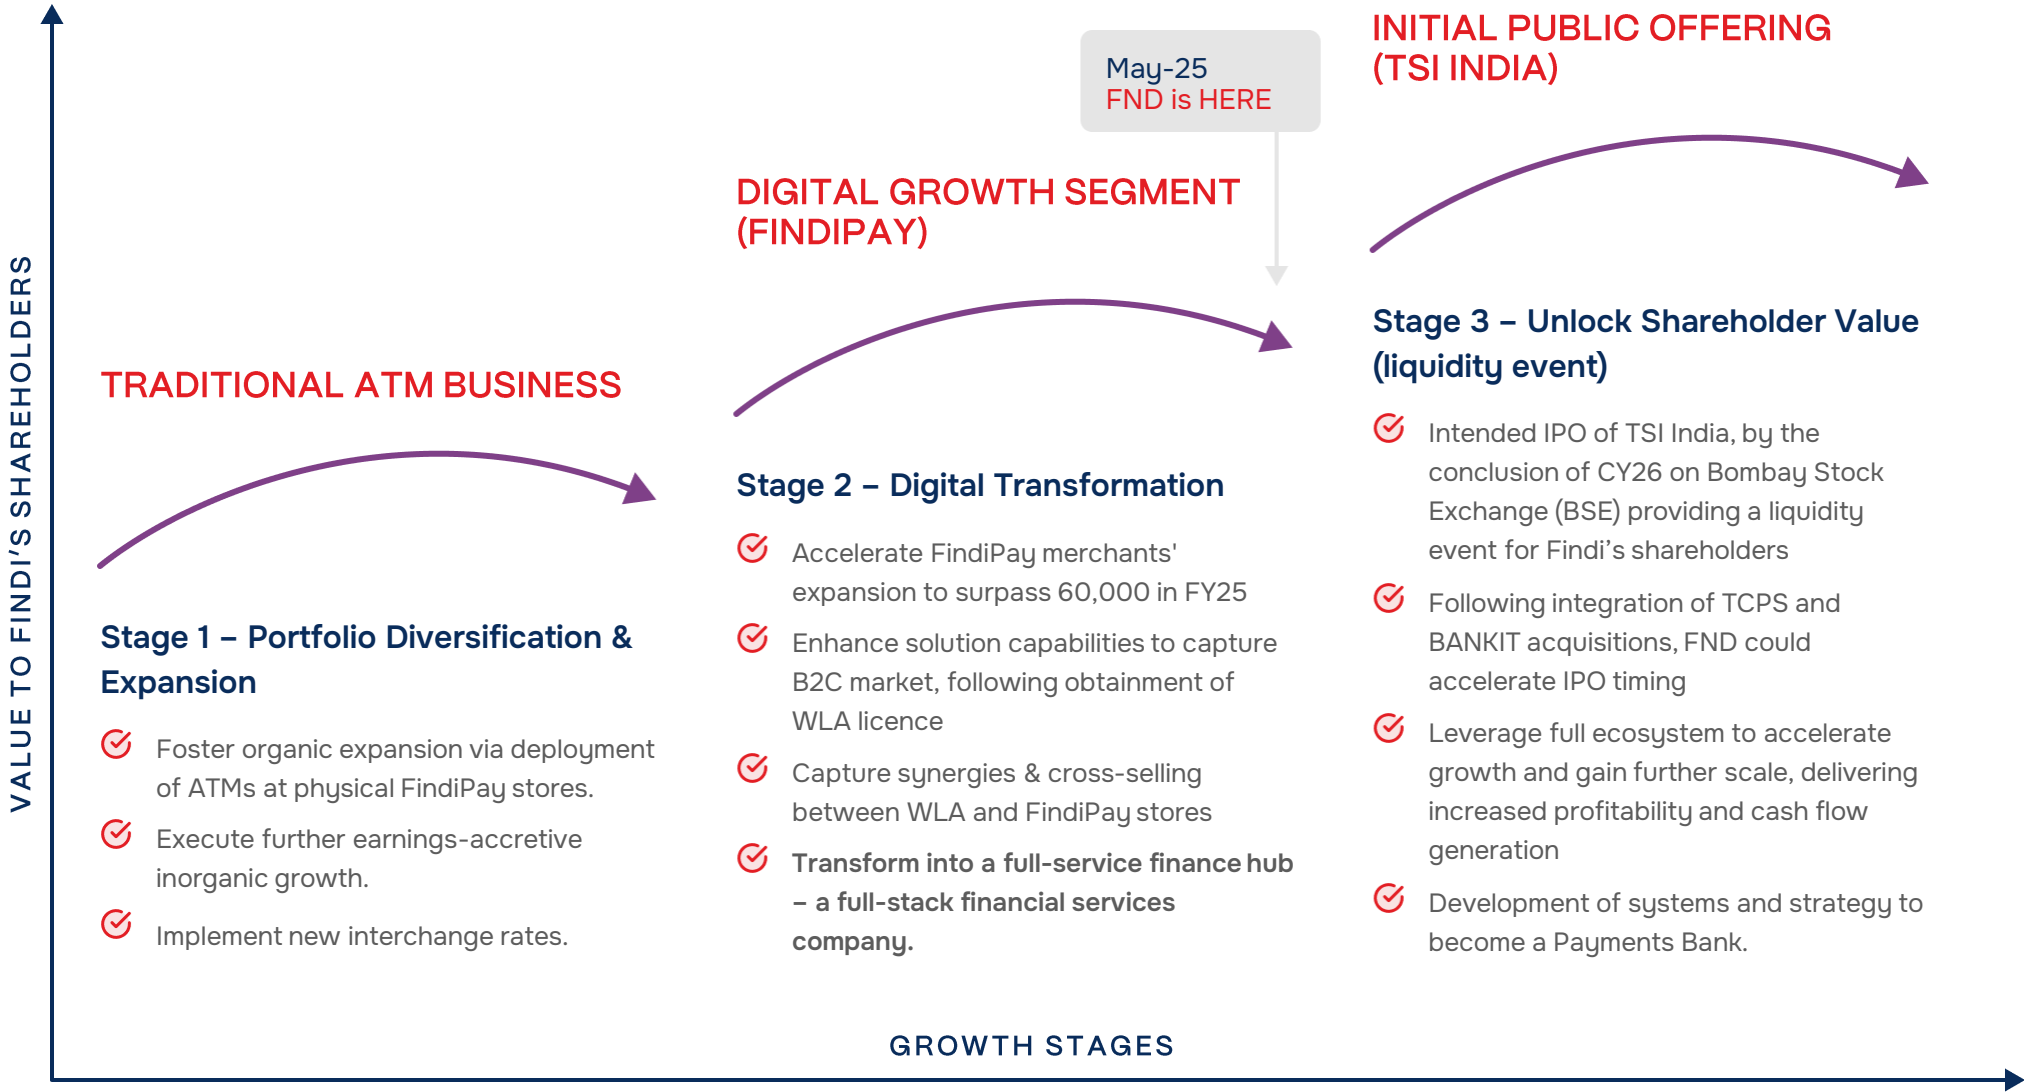 VALUE TO FINDI'S SHAREHOLDERS
TRADITIONAL ATM BUSINESS
Stage 1 – Portfolio Diversification &
Expansion
Foster organic expansion via deployment
of ATMs at physical FindiPay stores.
Execute further earnings-accretive
inorganic growth.
Implement new interchange rates.
DIGITAL GROWTH SEGMENT
(FINDIPAY)
Stage 2 – Digital Transformation
Accelerate FindiPay merchants'
expansion to surpass 60,000 in FY25
Enhance solution capabilities to capture
B2C market, following obtainment of
WLA licence
Capture synergies & cross-selling
between WLA and FindiPay stores
Transform into a full-service finance hub
– a full-stack financial services
company.
May-25
FND is HERE
INITIAL PUBLIC OFFERING
(TSI INDIA)
Stage 3 – Unlock Shareholder Value
(liquidity event)
Intended IPO of TSI India, by the
conclusion of CY26 on Bombay Stock
Exchange (BSE) providing a liquidity
event for Findi’s shareholders
Following integration of TCPS and
BANKIT acquisitions, FND could
accelerate IPO timing
Leverage full ecosystem to accelerate
growth and gain further scale, delivering
increased profitability and cash flow
generation
Development of systems and strategy to
become a Payments Bank.
GROWTH STAGES